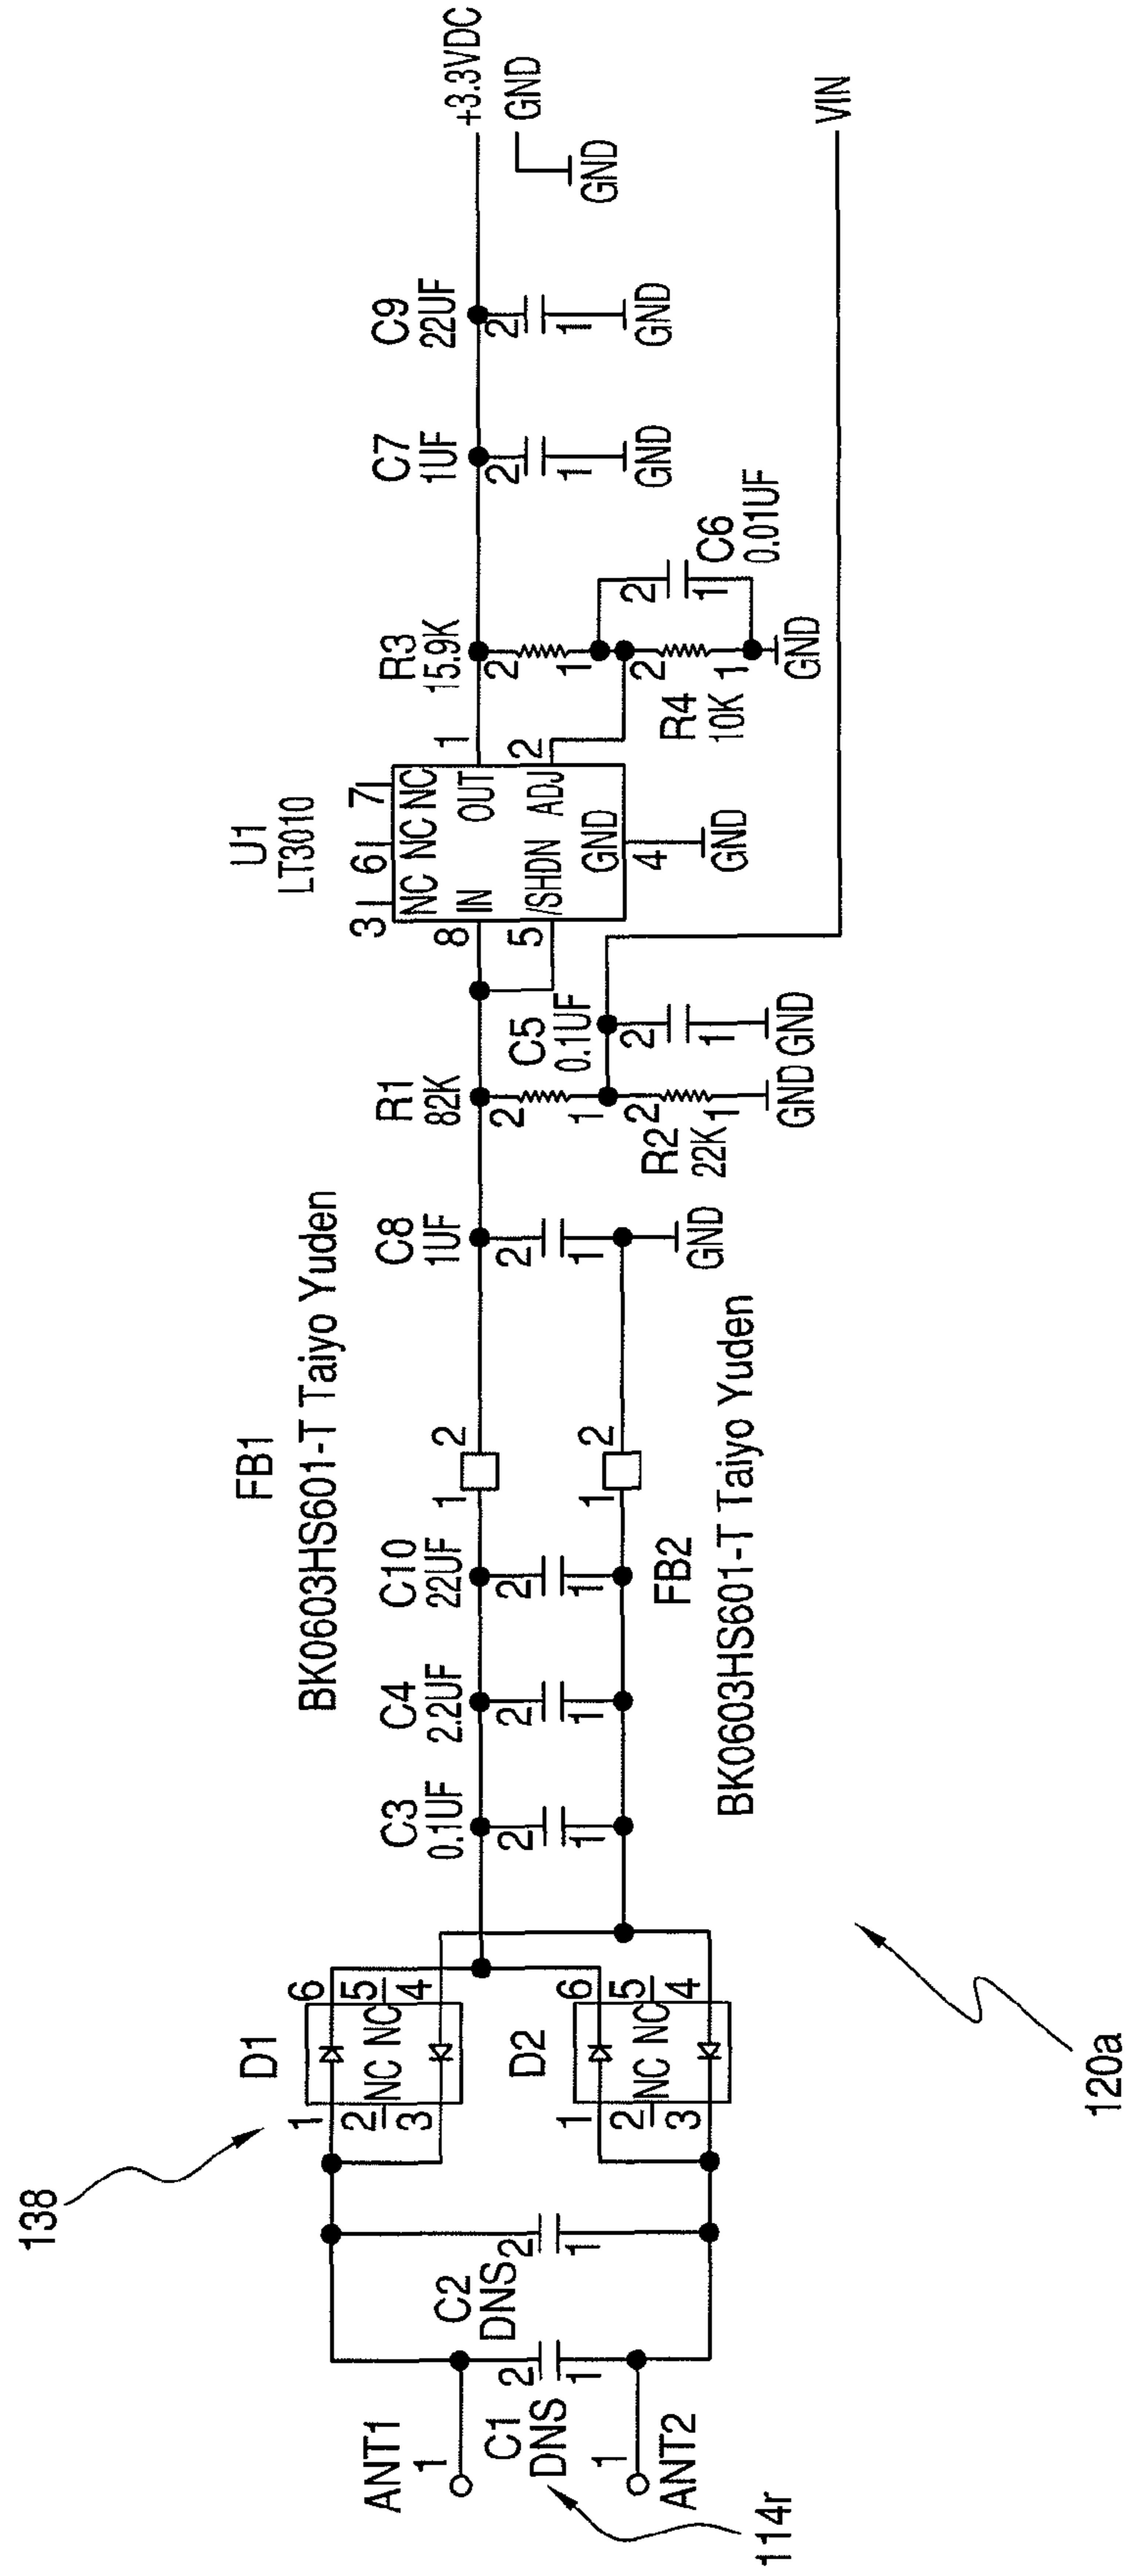 138
D1
1
2 NC NC 5
3
4
6
D2
1
2 NC NC 5
3
4
6
ANT1
1
C1
DNS
2
1
C2
DNS
2
1
1
ANT2
114r
120a
C3
0.1UF
2
1
C4
2.2UF
2
1
C10
22UF
2
1
FB1
BK0603HS601-T Taiyo Yuden
1
2
1
2
FB2
BK0603HS601-T Taiyo Yuden
C8
1UF
2
1
GND
R1
82K
2
1
R2
22K
2
1
GND
C5
0.1UF
2
1
GND
U1
LT3010
3
6
7
NC NC NC
8
IN
OUT
1
5
/SHDN
ADJ
2
GND
4
GND
R3
15.9K
2
1
R4
10K
2
1
C6
0.01UF
2
1
GND
C7
1UF
2
1
GND
C9
22UF
2
1
GND
+3.3VDC
GND
GND
VIN